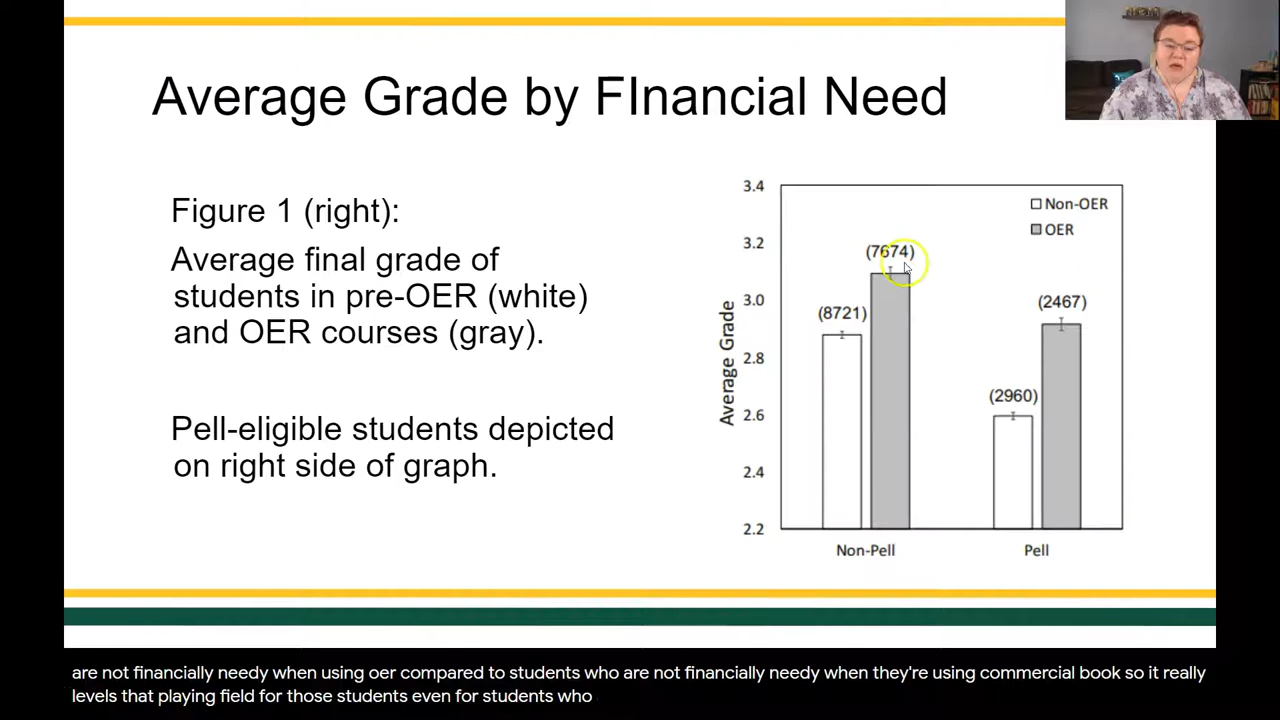 Average Grade by FInancial Need
Figure 1 (right):
Average final grade of
students in pre-OER (white)
and OER courses (gray).
Pell-eligible students depicted
on right side of graph.
3.4
3.2
3.0
2.8
2.6
2.4
2.2
Average Grade
Non-OER
OER
(8721)
(7674)
(2960)
(2467)
Non-Pell
Pell
are not financially needy when using oer compared to students who are not financially needy when they're using commercial book so it really
levels that playing field for those students even for students who